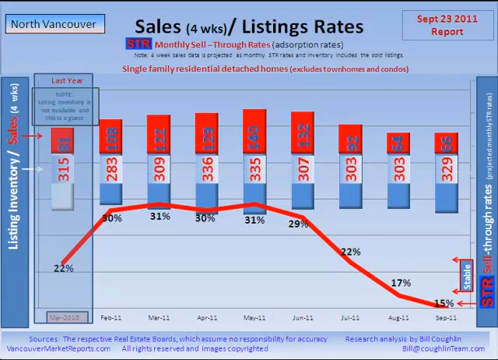 North Vancouver
Sales (4 wks)/ Listings Rates
Sept 23 2011
Report
STR Monthly Sell –Through Rates (adsorption rates)
Note: 4 week sales data is projected as monthly STR rates and inventory includes the sold listings.
Single family residential detached homes (excludes townhomes and condos)
Last Year
NOTE:
Listing inventory is
not available and
this is a guess
Listing Inventory / Sales (4 wks)
122 129 140 132
315 283 309 336 335 307 303 303 329
22% 30% 31% 30% 31% 29% 22% 17% 15%
Stable
STR Sell-through rates (projected monthly STR rates)
Mar-2010 Feb-11 Mar-11 Apr-11 May-11 Jun-11 Jul-11 Aug-11 Sep-11
Sources: The respective Real Estate Boards, which assume no responsibility for accuracy Research analysis by Bill Coughlin
VancouverMarketReports.com All rights reserved and images copyrighted Bill@coughlinTeam.com